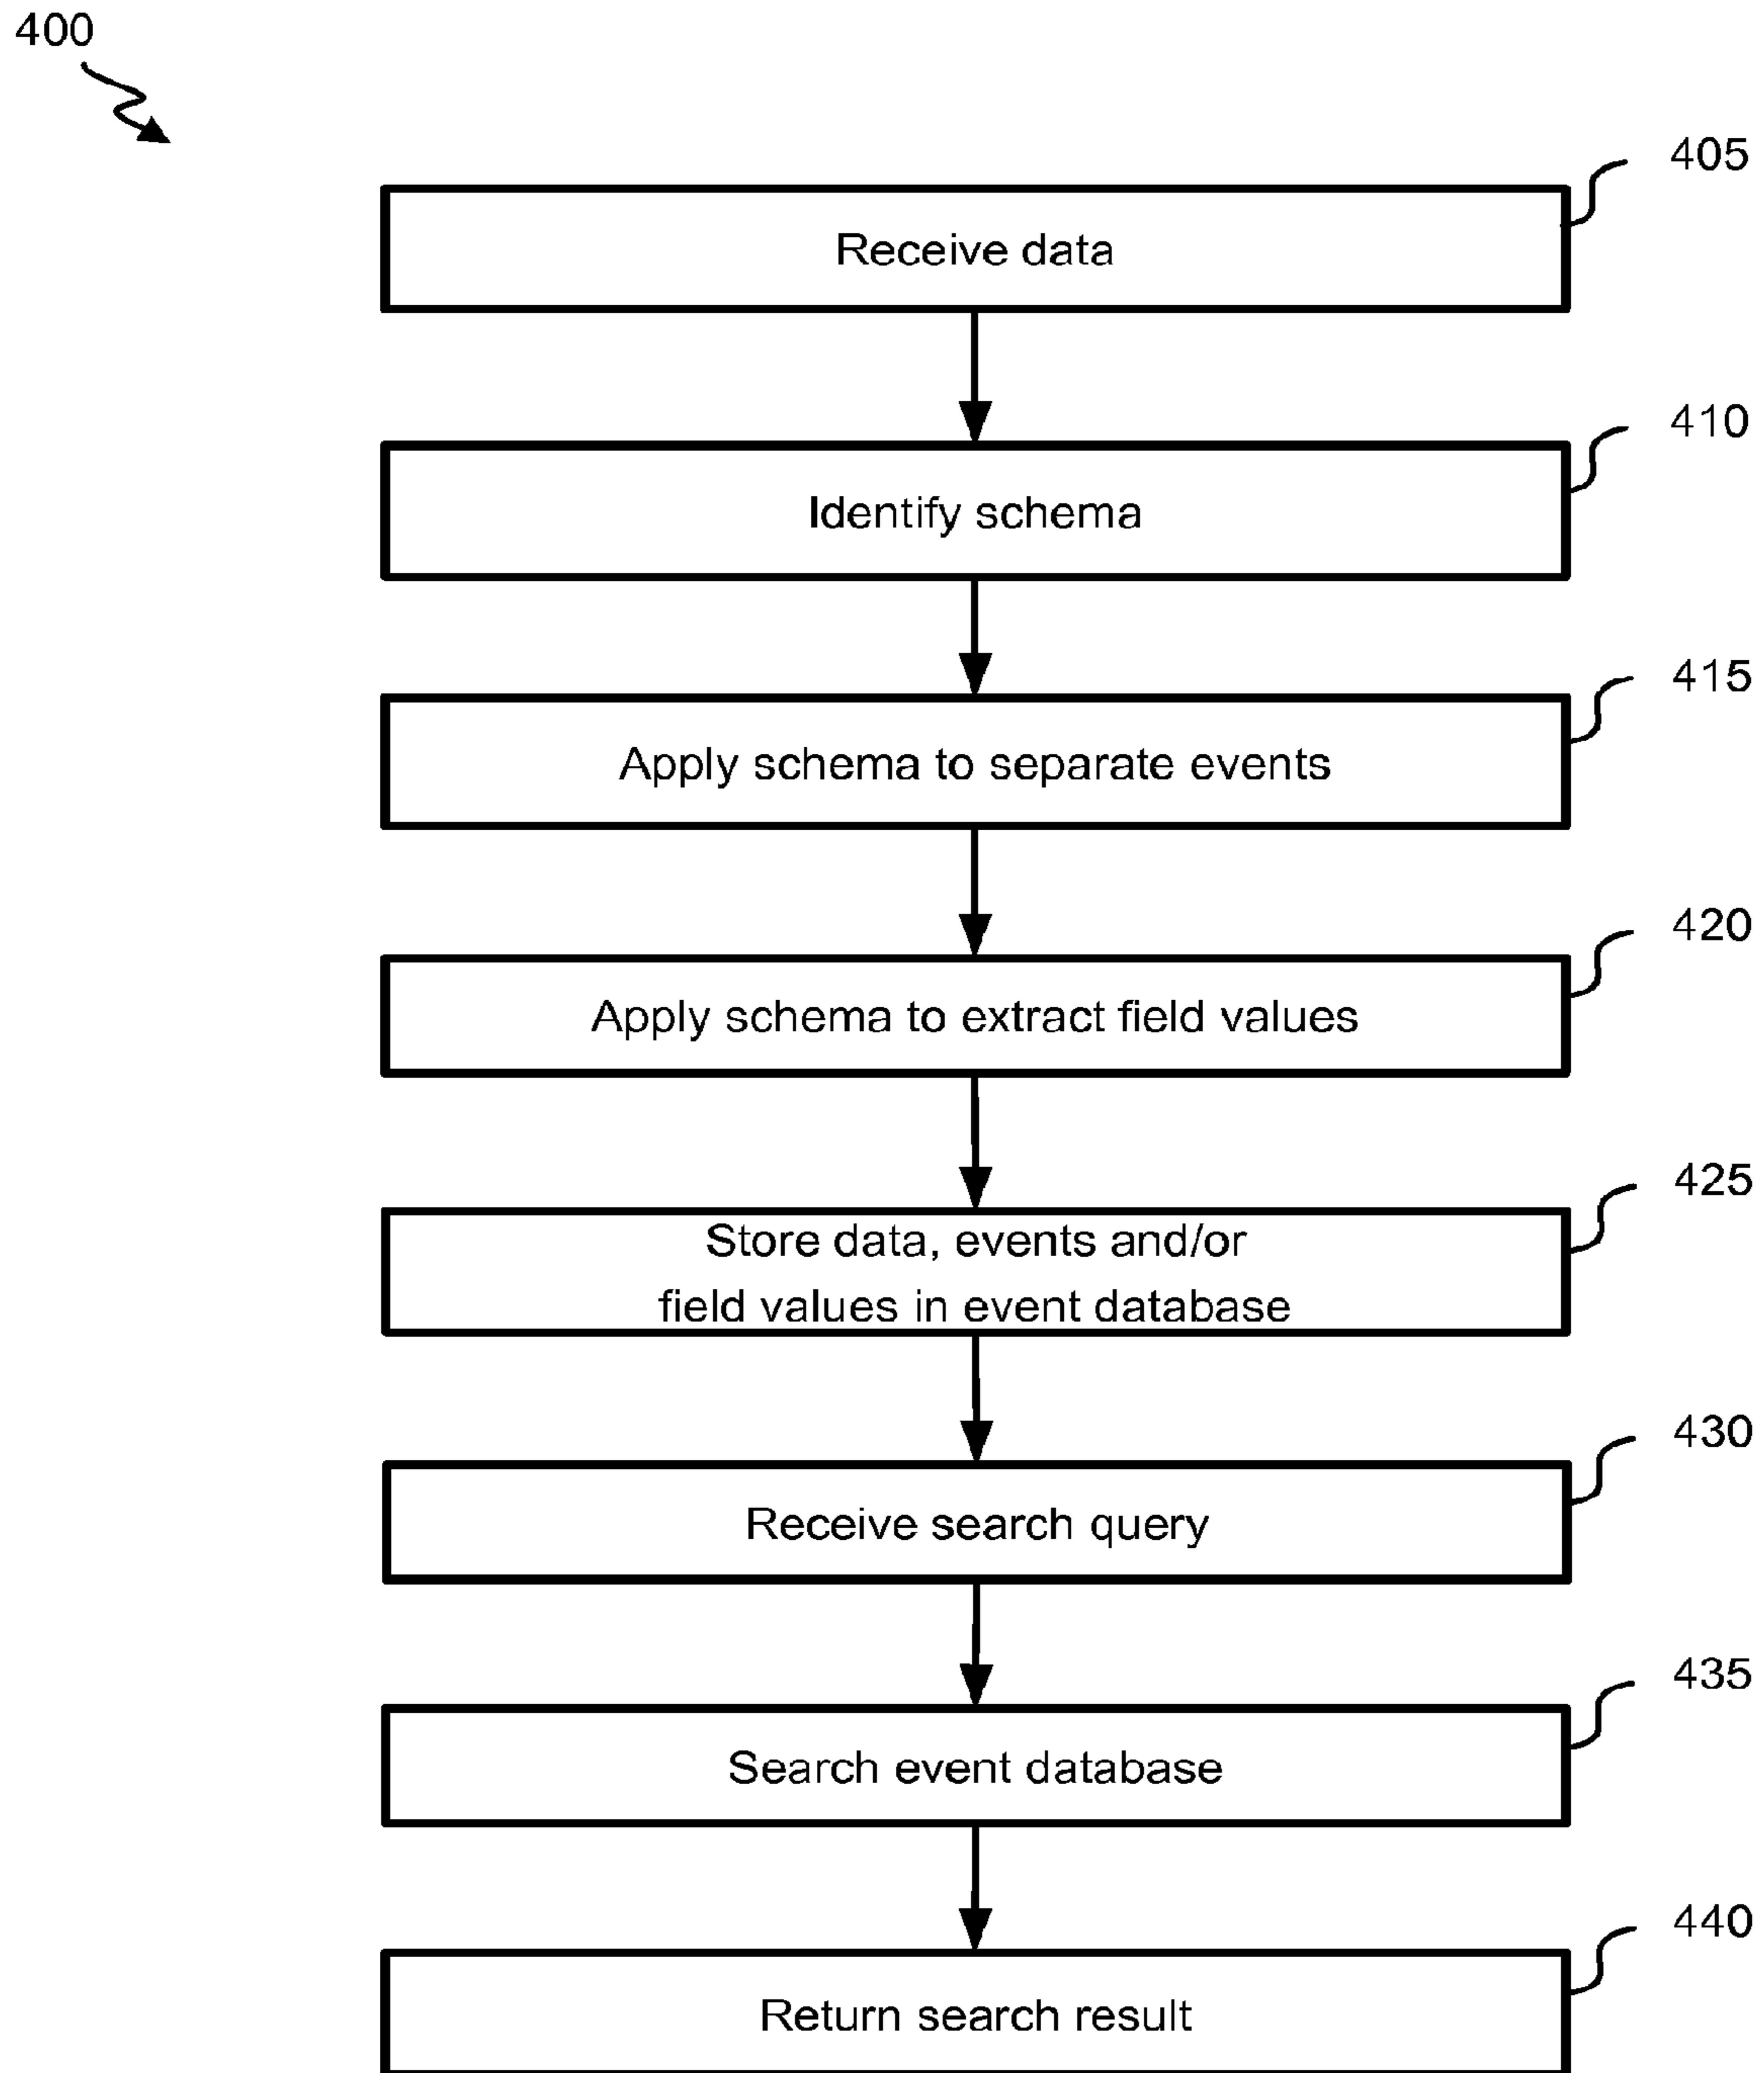 400
405
Receive data
410
Identify schema
415
Apply schema to separate events
420
Apply schema to extract field values
425
Store data, events and/or
field values in event database
430
Receive search query
435
Search event database
440
Return search result